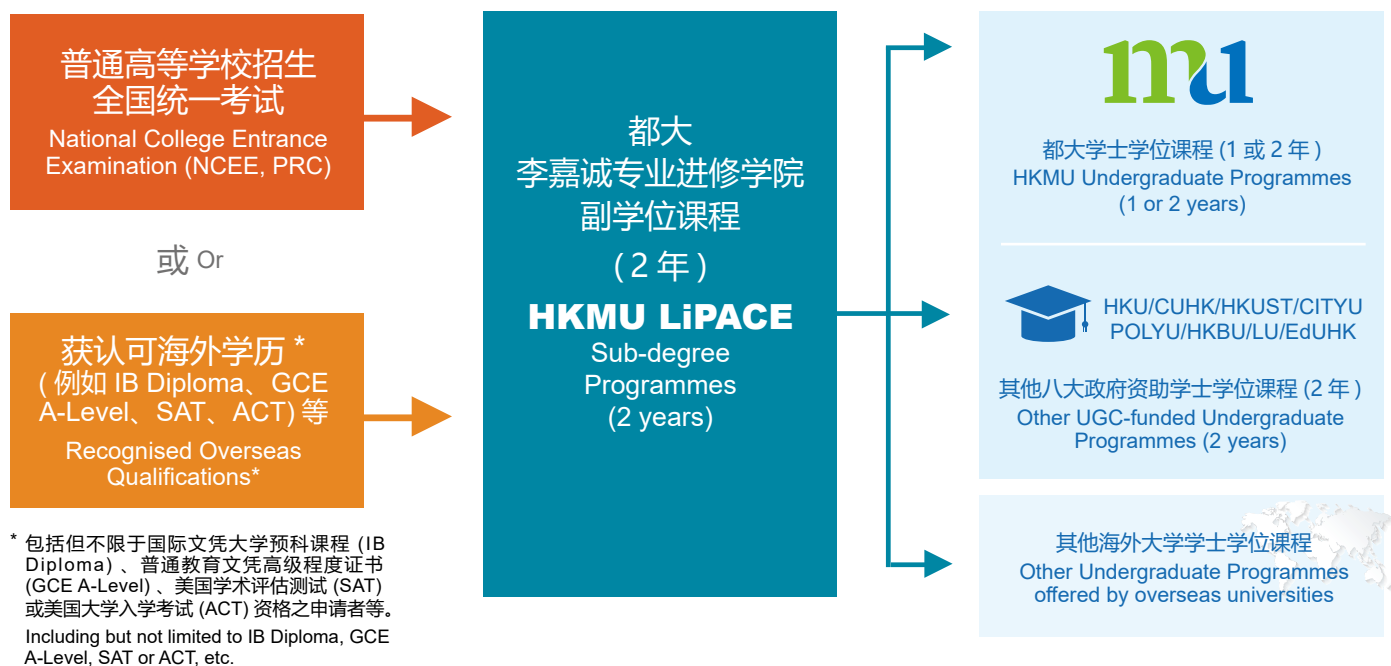 普通高等学校招生
全国统一考试
National College Entrance
Examination (NCEE, PRC)
或 Or
获认可海外学历 *
( 例如 IB Diploma、GCE
A-Level、SAT、ACT) 等
Recognised Overseas
Qualifications*
* 包括但不限于国际文凭大学预科课程 (IB
Diploma) 、普通教育文凭高级程度证书
(GCE A-Level) 、美国学术评估测试 (SAT)
或美国大学入学考试 (ACT) 资格之申请者等。
Including but not limited to IB Diploma, GCE
A-Level, SAT or ACT, etc.
都大
李嘉诚专业进修学院
副学位课程
( 2 年 )
HKMU LiPACE
Sub-degree
Programmes
(2 years)
mu
都大学士学位课程 (1 或 2 年 )
HKMU Undergraduate Programmes
(1 or 2 years)
HKU/CUHK/HKUST/CITYU
POLYU/HKBU/LU/EdUHK
其他八大政府资助学士学位课程 (2 年 )
Other UGC-funded Undergraduate
Programmes (2 years)
其他海外大学学士学位课程
Other Undergraduate Programmes
offered by overseas universities